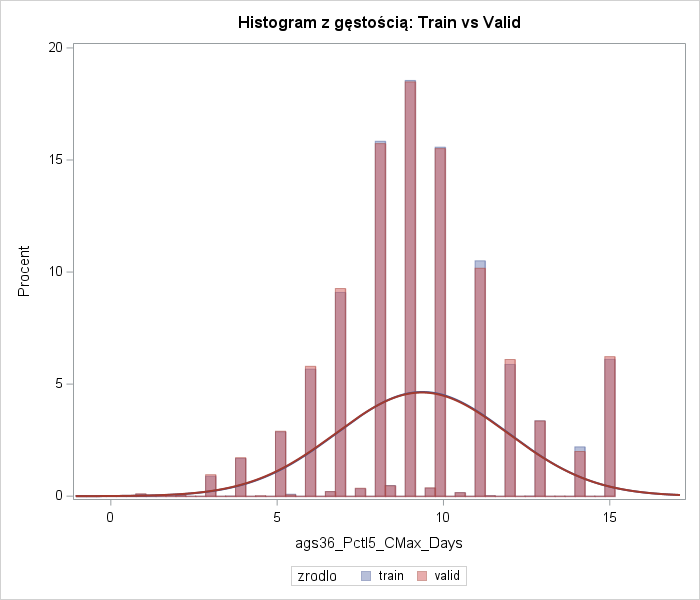 Histogram z gęstością: Train vs Valid
20
15
10
5
0
Procent
0 5 10 15
ags36_Pctl5_CMax_Days
zrodlo train valid